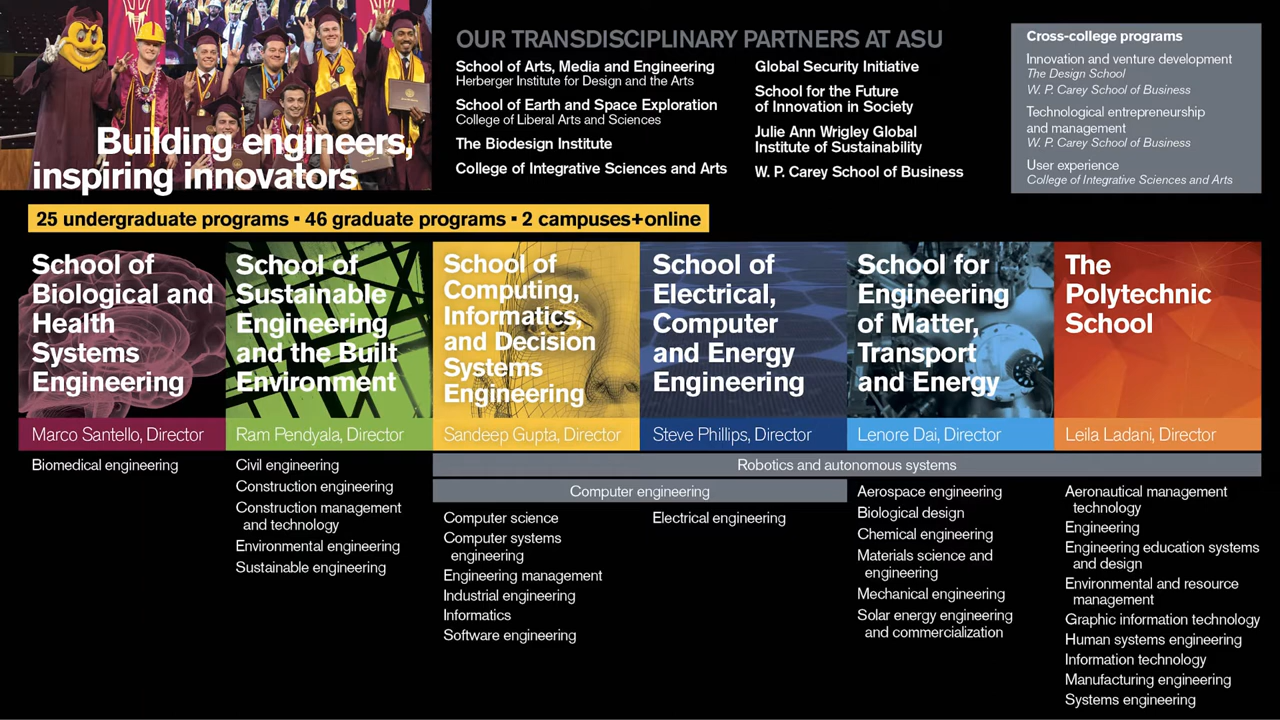 Building engineers,
inspiring innovators
OUR TRANSDISCIPLINARY PARTNERS AT ASU
School of Arts, Media and Engineering
Herberger Institute for Design and the Arts
School of Earth and Space Exploration
College of Liberal Arts and Sciences
The Biodesign Institute
College of Integrative Sciences and Arts
Global Security Initiative
School for the Future
of Innovation in Society
Julie Ann Wrigley Global
Institute of Sustainability
W. P. Carey School of Business
Cross-college programs
Innovation and venture development
The Design School
W. P. Carey School of Business
Technological entrepreneurship
and management
W. P. Carey School of Business
User experience
College of Integrative Sciences and Arts
25 undergraduate programs ▪ 46 graduate programs ▪ 2 campuses+online
School of
Biological and
Health
Systems
Engineering
Marco Santello, Director
Biomedical engineering
School of
Sustainable
Engineering
and the Built
Environment
Ram Pendyala, Director
Civil engineering
Construction engineering
Construction management
and technology
Environmental engineering
Sustainable engineering
School of
Computing,
Informatics,
and Decision
Systems
Engineering
Sandeep Gupta, Director
School of
Electrical,
Computer
and Energy
Engineering
Steve Phillips, Director
School for
Engineering
of Matter,
Transport
and Energy
Lenore Dai, Director
The
Polytechnic
School
Leila Ladani, Director
Robotics and autonomous systems
Computer engineering
Computer science
Computer systems
engineering
Engineering management
Industrial engineering
Informatics
Software engineering
Electrical engineering
Aerospace engineering
Biological design
Chemical engineering
Materials science and
engineering
Mechanical engineering
Solar energy engineering
and commercialization
Aeronautical management
technology
Engineering
Engineering education systems
and design
Environmental and resource
management
Graphic information technology
Human systems engineering
Information technology
Manufacturing engineering
Systems engineering